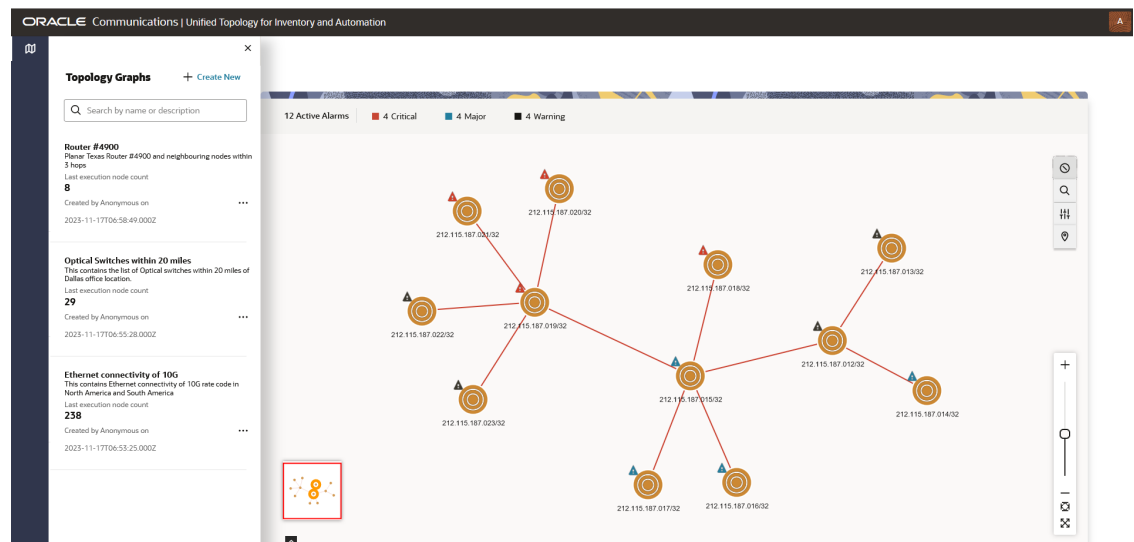 ORACLE Communications | Unified Topology for Inventory and Automation
A
Topology Graphs
+ Create New
Search by name or description
Router #4900
Planar Texas Router #4900 and neighbouring nodes within
3 hops
Last execution node count
8
Created by Anonymous on
2023-11-17T06:58:49.000Z
Optical Switches within 20 miles
This contains the list of Optical switches within 20 miles of
Dallas office location.
Last execution node count
29
Created by Anonymous on
2023-11-17T06:55:28.000Z
Ethernet connectivity of 10G
This contains Ethernet connectivity of 10G rate code in
North America and South America
Last execution node count
238
Created by Anonymous on
2023-11-17T06:53:25.000Z
12 Active Alarms
4 Critical
4 Major
4 Warning
212.115.187.020/32
212.115.187.021/32
212.115.187.013/32
212.115.187.018/32
212.115.187.019/32
212.115.187.022/32
212.115.187.012/32
212.115.187.015/32
212.115.187.014/32
212.115.187.023/32
212.115.187.017/32
212.115.187.016/32